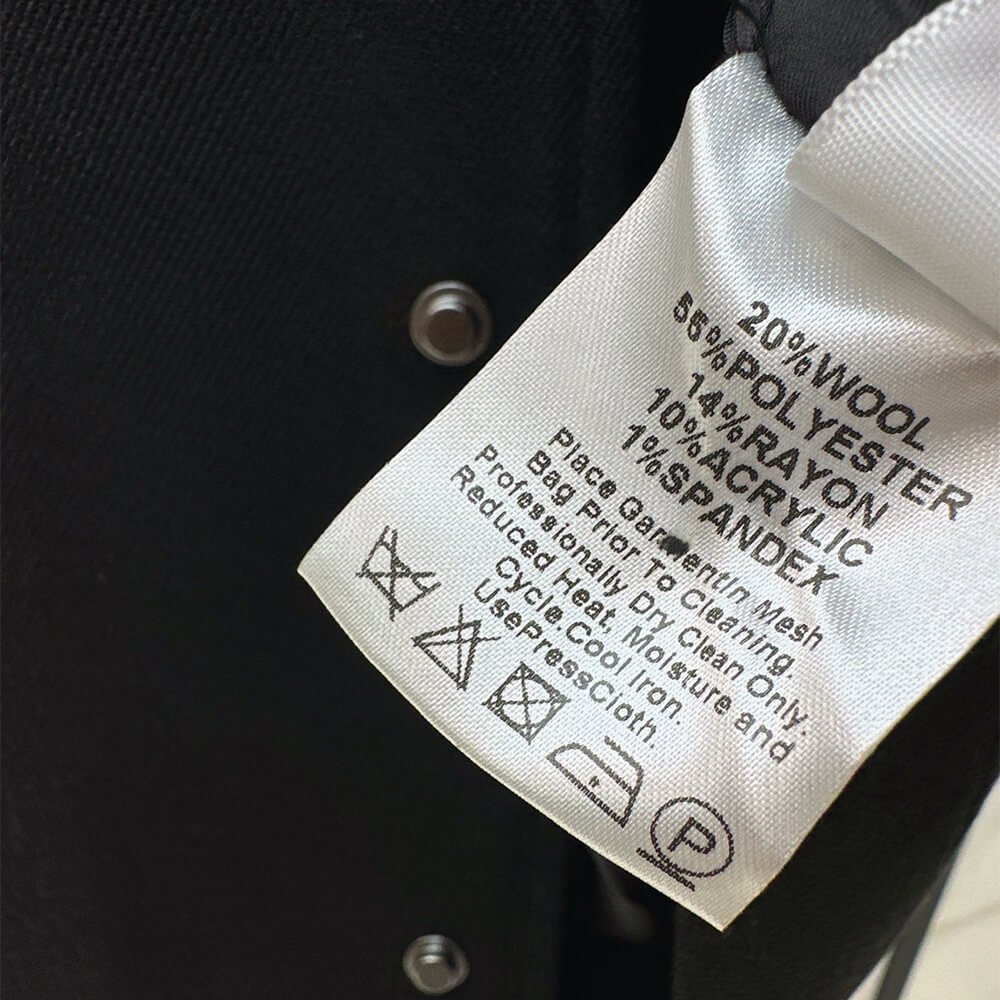 20%WOOL
55%POLYESTER
14%RAYON
10%ACRYLIC
1%SPANDEX
Place GarmentIn Mesh
Bag Prior To Cleaning.
Professionally Dry Clean Only.
Reduced Heat, Moisture and
Cycle.Cool Iron.
UsePressCloth.
P